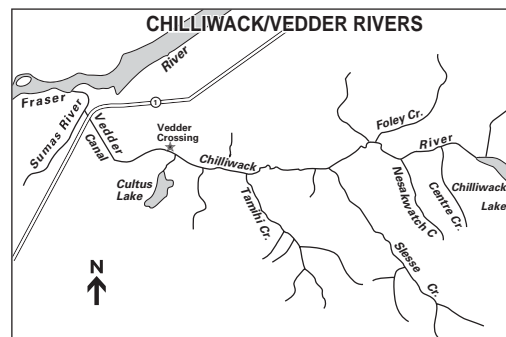 CHILLIWACK/VEDDER RIVERS
River
Fraser
1
Sumas River
Vedder
Canal
Vedder
Crossing
Foley Cr.
River
Chilliwack
Cultus
Lake
Tamihi Cr.
Nesakwatch C
Centre Cr.
Chilliwack
Lake
Slesse
Cr.
N